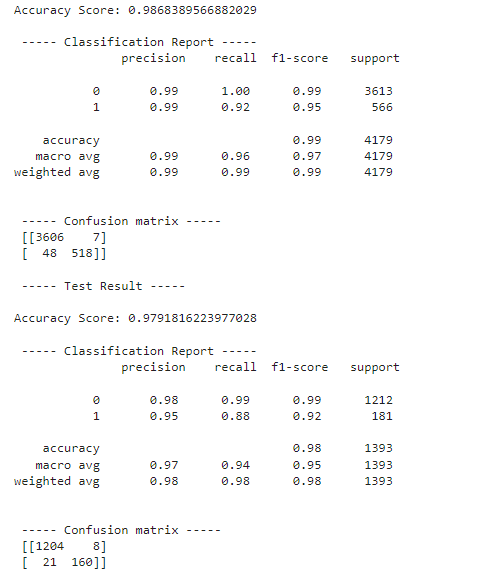 Accuracy Score: 0.9868389566882029
----- Classification Report -----
precision recall f1-score support
0 0.99 1.00 0.99 3613
1 0.99 0.92 0.95 566
accuracy 0.99 4179
macro avg 0.99 0.96 0.97 4179
weighted avg 0.99 0.99 0.99 4179
----- Confusion matrix -----
[[3606 7]
[ 48 518]]
----- Test Result -----
Accuracy Score: 0.9791816223977028
----- Classification Report -----
precision recall f1-score support
0 0.98 0.99 0.99 1212
1 0.95 0.88 0.92 181
accuracy 0.98 1393
macro avg 0.97 0.94 0.95 1393
weighted avg 0.98 0.98 0.98 1393
----- Confusion matrix -----
[[1204 8]
[ 21 160]]